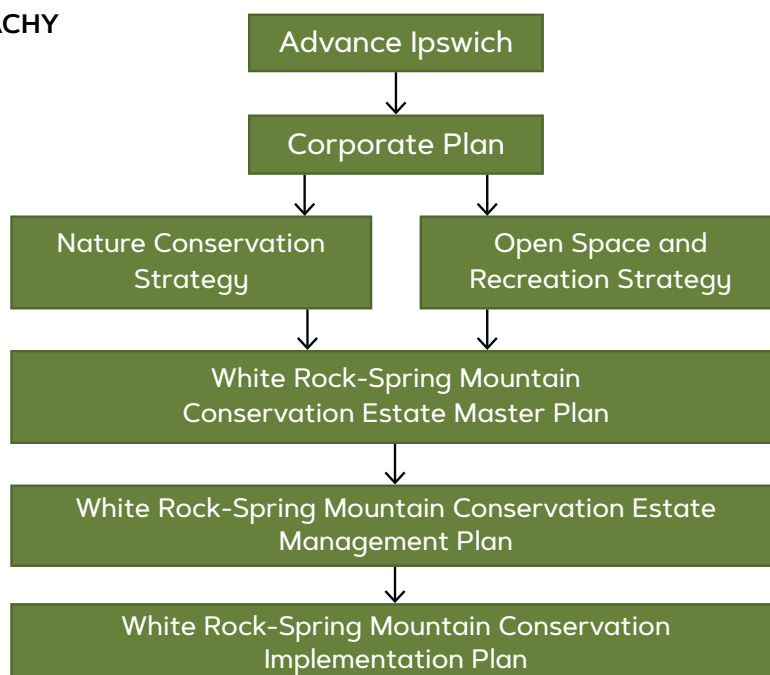 ACHY
Advance Ipswich
Corporate Plan
Nature Conservation
Strategy
Open Space and
Recreation Strategy
White Rock-Spring Mountain
Conservation Estate Master Plan
White Rock-Spring Mountain Conservation Estate
Management Plan
White Rock-Spring Mountain Conservation
Implementation Plan